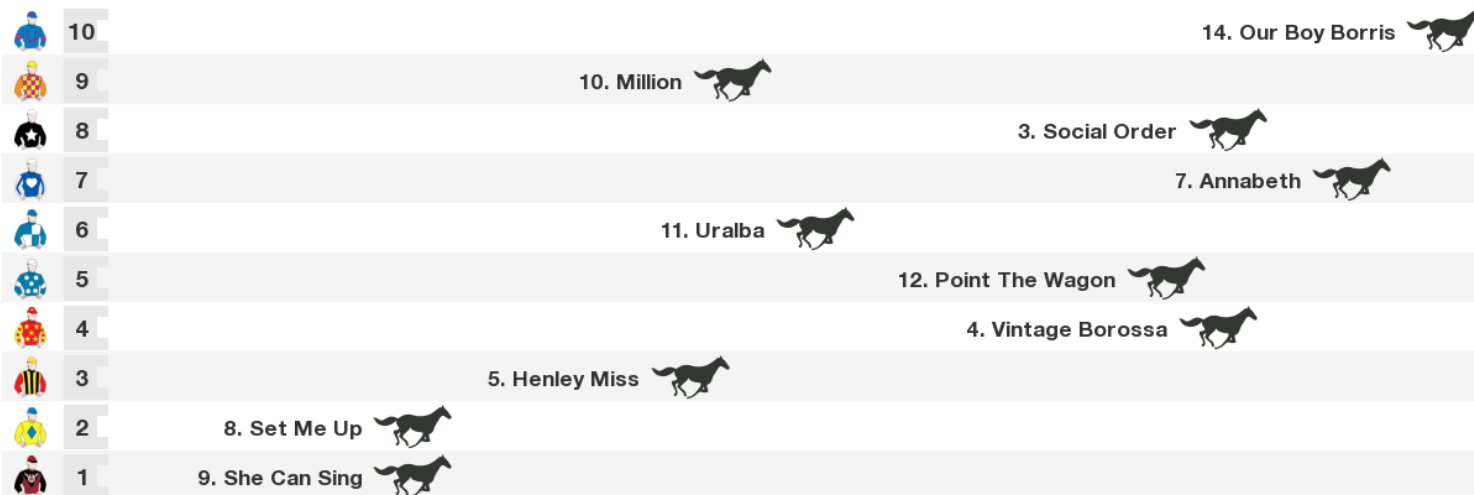 10 14. Our Boy Borris
9 10. Million
8 3. Social Order
7 7. Annabeth
6 11. Uralba
5 12. Point The Wagon
4 4. Vintage Borossa
3 5. Henley Miss
2 8. Set Me Up
1 9. She Can Sing